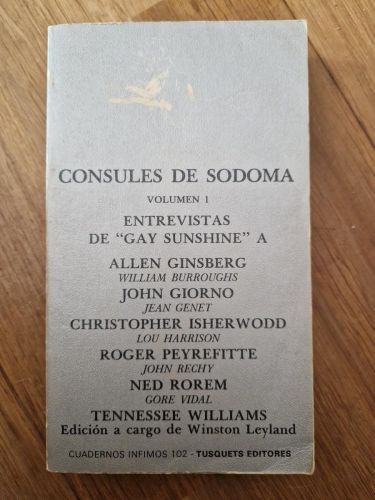 CONSULES DE SODOMA
VOLUMEN 1
ENTREVISTAS
DE "GAY SUNSHINE" A
ALLEN GINSBERG
WILLIAM BURROUGHS
JOHN GIORNO
JEAN GENET
CHRISTOPHER ISHERWODD
LOU HARRISON
ROGER PEYREFITTE
JOHN RECHY
NED ROREM
GORE VIDAL
TENNESSEE WILLIAMS
Edición a cargo de Winston Leyland
CUADERNOS INFIMOS 102 - TUSQUETS EDITORES